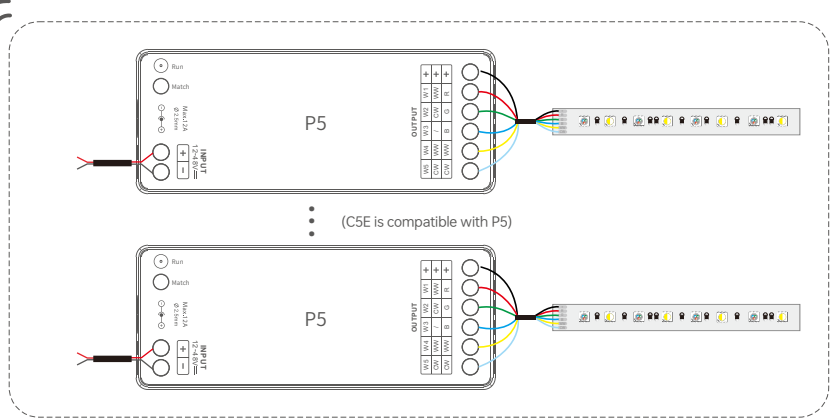 Run
Match
Max.12A
Ø 2.5mm
INPUT
12~48V
+
−
P5
OUTPUT
+ + +
W1 WW R
W2 CW G
W3 / B
W4 WW WW
W5 CW CW
(C5E is compatible with P5)
Run
Match
Max.12A
Ø 2.5mm
INPUT
12~48V
+
−
P5
OUTPUT
+ + +
W1 WW R
W2 CW G
W3 / B
W4 WW WW
W5 CW CW